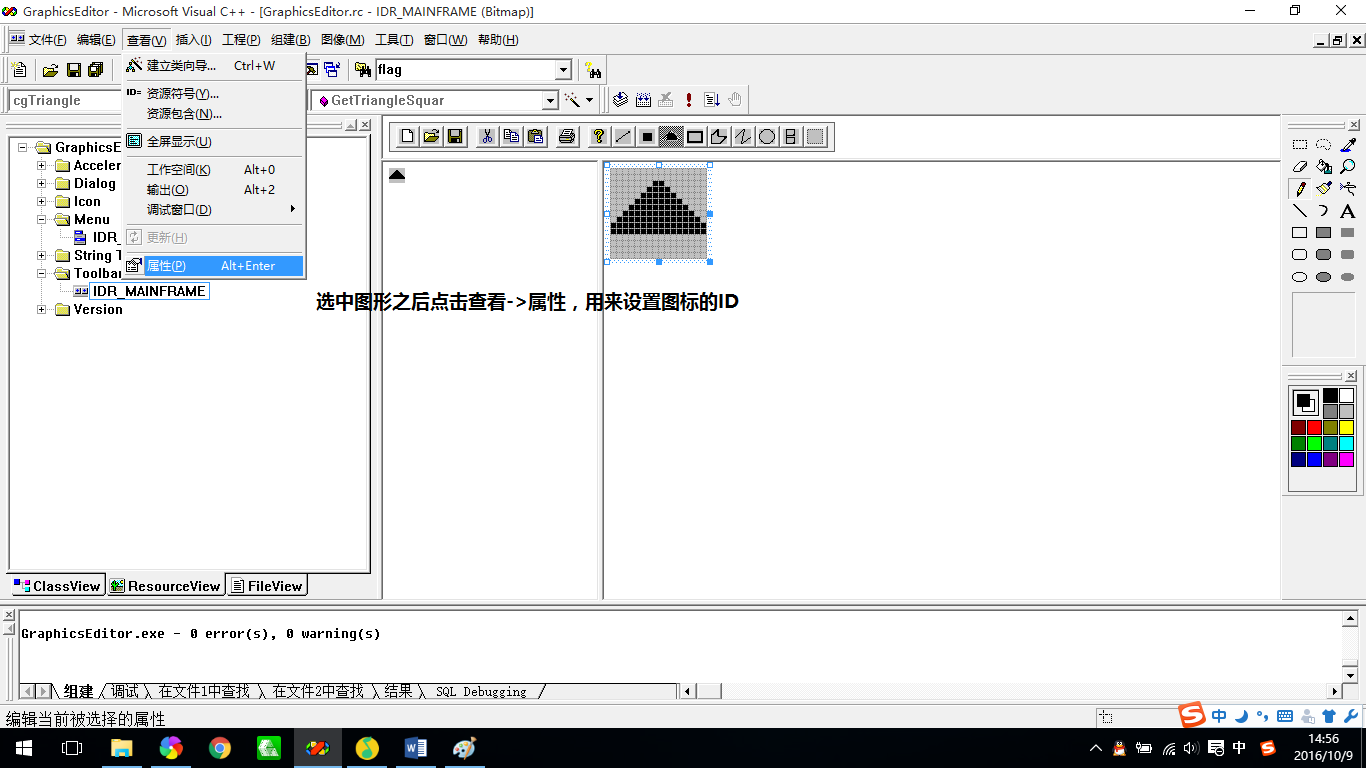 GraphicsEditor - Microsoft Visual C++ - [GraphicsEditor.rc - IDR_MAINFRAME (Bitmap)]
文件(F) 编辑(E) 查看(V) 插入(I) 工程(P) 组建(B) 图像(M) 工具(T) 窗口(W) 帮助(H)
建立类向导... Ctrl+W
flag
ID= 资源符号(Y)...
cgTriangle
GetTriangleSquar
资源包含(N)...
全屏显示(U)
工作空间(K) Alt+0
输出(O) Alt+2
调试窗口(D)
更新(H)
属性(P) Alt+Enter
GraphicsE
Acceler
Dialog
Icon
Menu
IDR_
String T
Toolbar
IDR_MAINFRAME
Version
选中图形之后点击查看->属性，用来设置图标的ID
ClassView ResourceView FileView
GraphicsEditor.exe - 0 error(s), 0 warning(s)
组建 调试 在文件1中查找 在文件2中查找 结果 SQL Debugging
编辑当前被选择的属性
中
中
14:56
2016/10/9